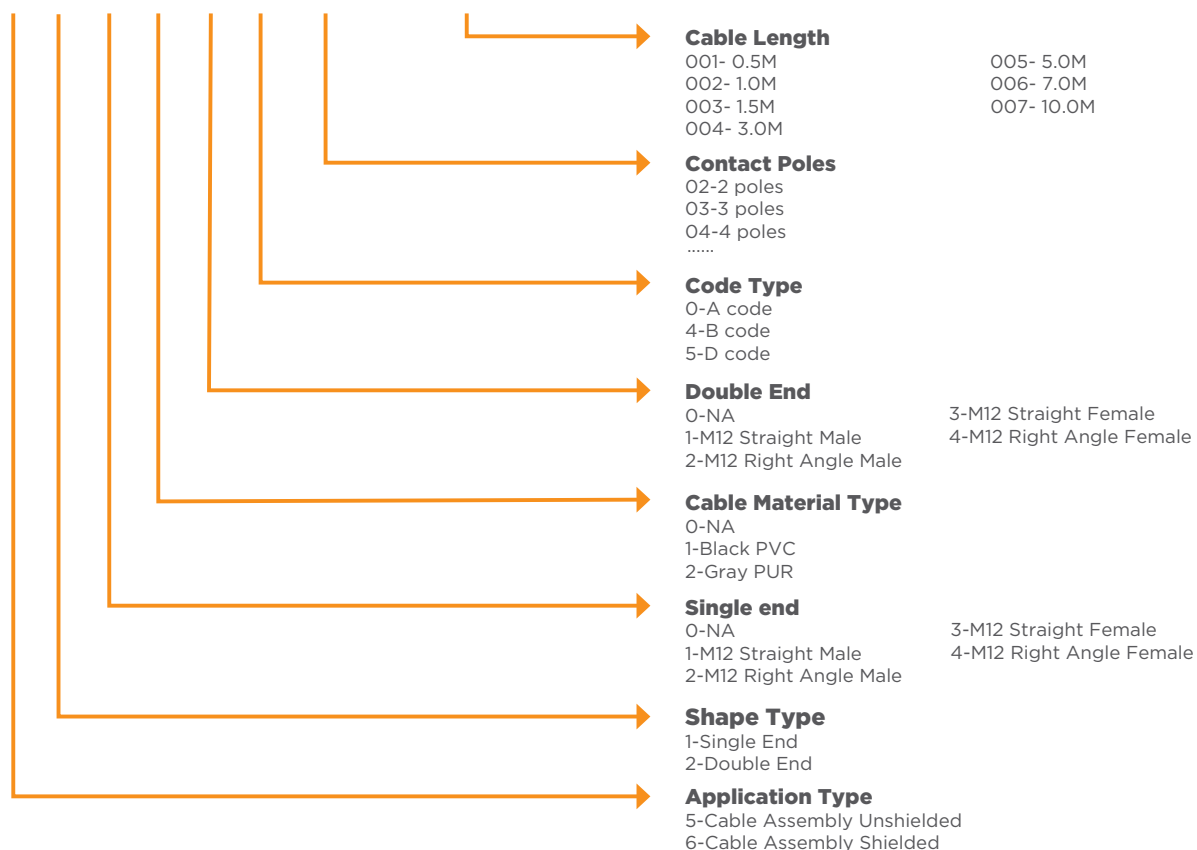 Cable Length
001- 0.5M 005- 5.0M
002- 1.0M 006- 7.0M
003- 1.5M 007- 10.0M
004- 3.0M
Contact Poles
02-2 poles
03-3 poles
04-4 poles
......
Code Type
0-A code
4-B code
5-D code
Double End
0-NA 3-M12 Straight Female
1-M12 Straight Male 4-M12 Right Angle Female
2-M12 Right Angle Male
Cable Material Type
0-NA
1-Black PVC
2-Gray PUR
Single end
0-NA 3-M12 Straight Female
1-M12 Straight Male 4-M12 Right Angle Female
2-M12 Right Angle Male
Shape Type
1-Single End
2-Double End
Application Type
5-Cable Assembly Unshielded
6-Cable Assembly Shielded